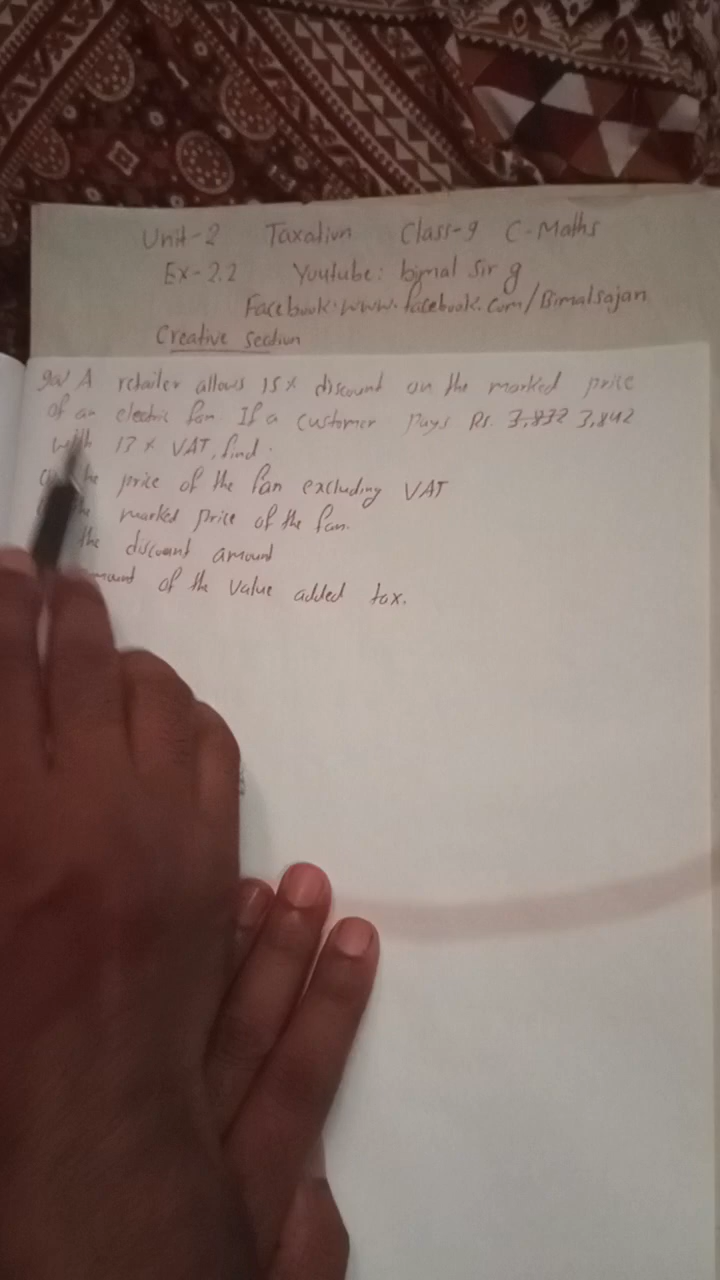 Unit-2 Taxation Class-9 C-Maths
Ex-2.2 Youtube: bimal sir g
Facebook:www.facebook.com/Bimalsajan
Creative section
9a) A retailer allows 15% discount on the marked price
of an electric fan. If a customer pays Rs. 3,842
with 13% VAT, find:
price of the fan excluding VAT
marked price of the fan.
the discount amount
of the value added tax.